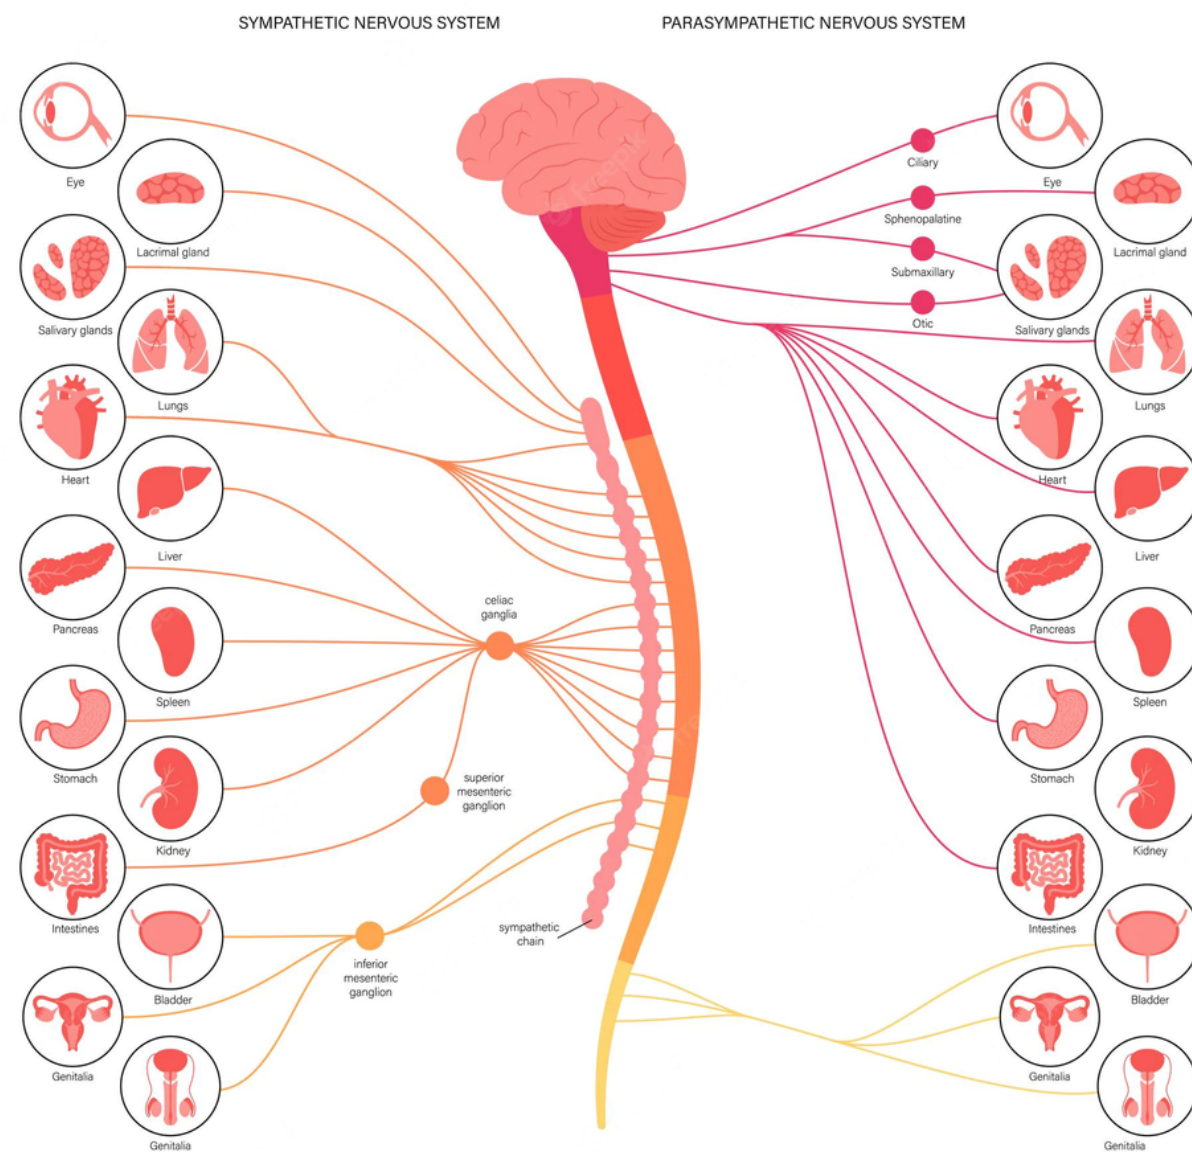 SYMPATHETIC NERVOUS SYSTEM
PARASYMPATHETIC NERVOUS SYSTEM
Eye
Lacrimal gland
Salivary glands
Lungs
Heart
Liver
Pancreas
Spleen
Stomach
Kidney
Intestines
Bladder
Genitalia
Genitalia
celiac
ganglia
superior
mesenteric
ganglion
inferior
mesenteric
ganglion
sympathetic
chain
Ciliary
Sphenopalatine
Submaxillary
Otic
Eye
Lacrimal gland
Salivary glands
Lungs
Heart
Liver
Pancreas
Spleen
Stomach
Kidney
Intestines
Bladder
Genitalia
Genitalia